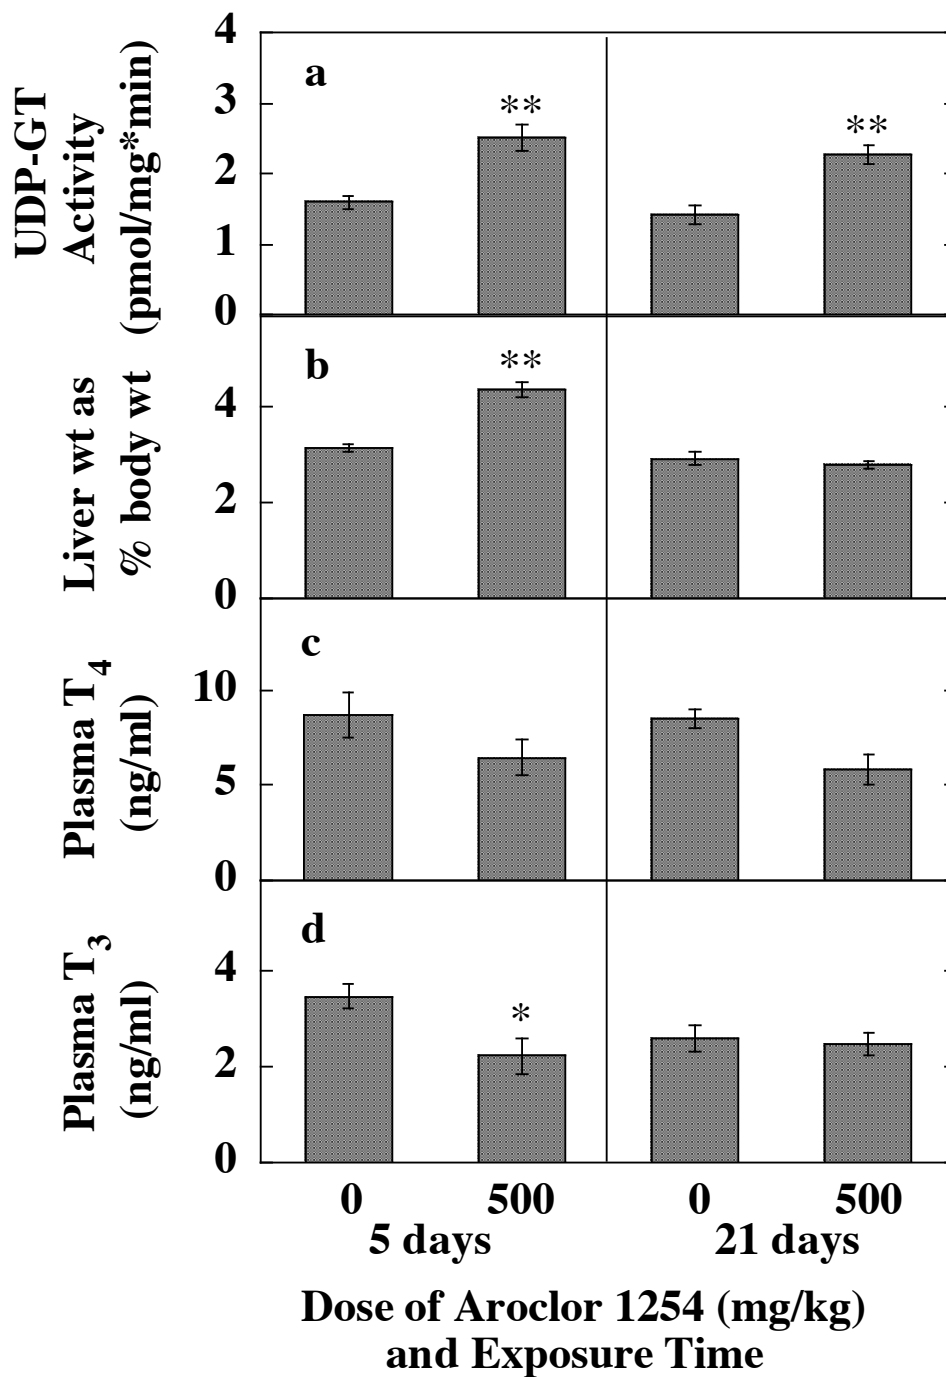 UDP-GT
Activity
(pmol/mg*min)
4
3
2
1
0
a
**
**
Liver wt as
% body wt
4
2
0
b
**
Plasma T4
(ng/ml)
10
5
0
c
Plasma T3
(ng/ml)
4
2
0
d
*
0 500 0 500
5 days 21 days
Dose of Aroclor 1254 (mg/kg)
and Exposure Time